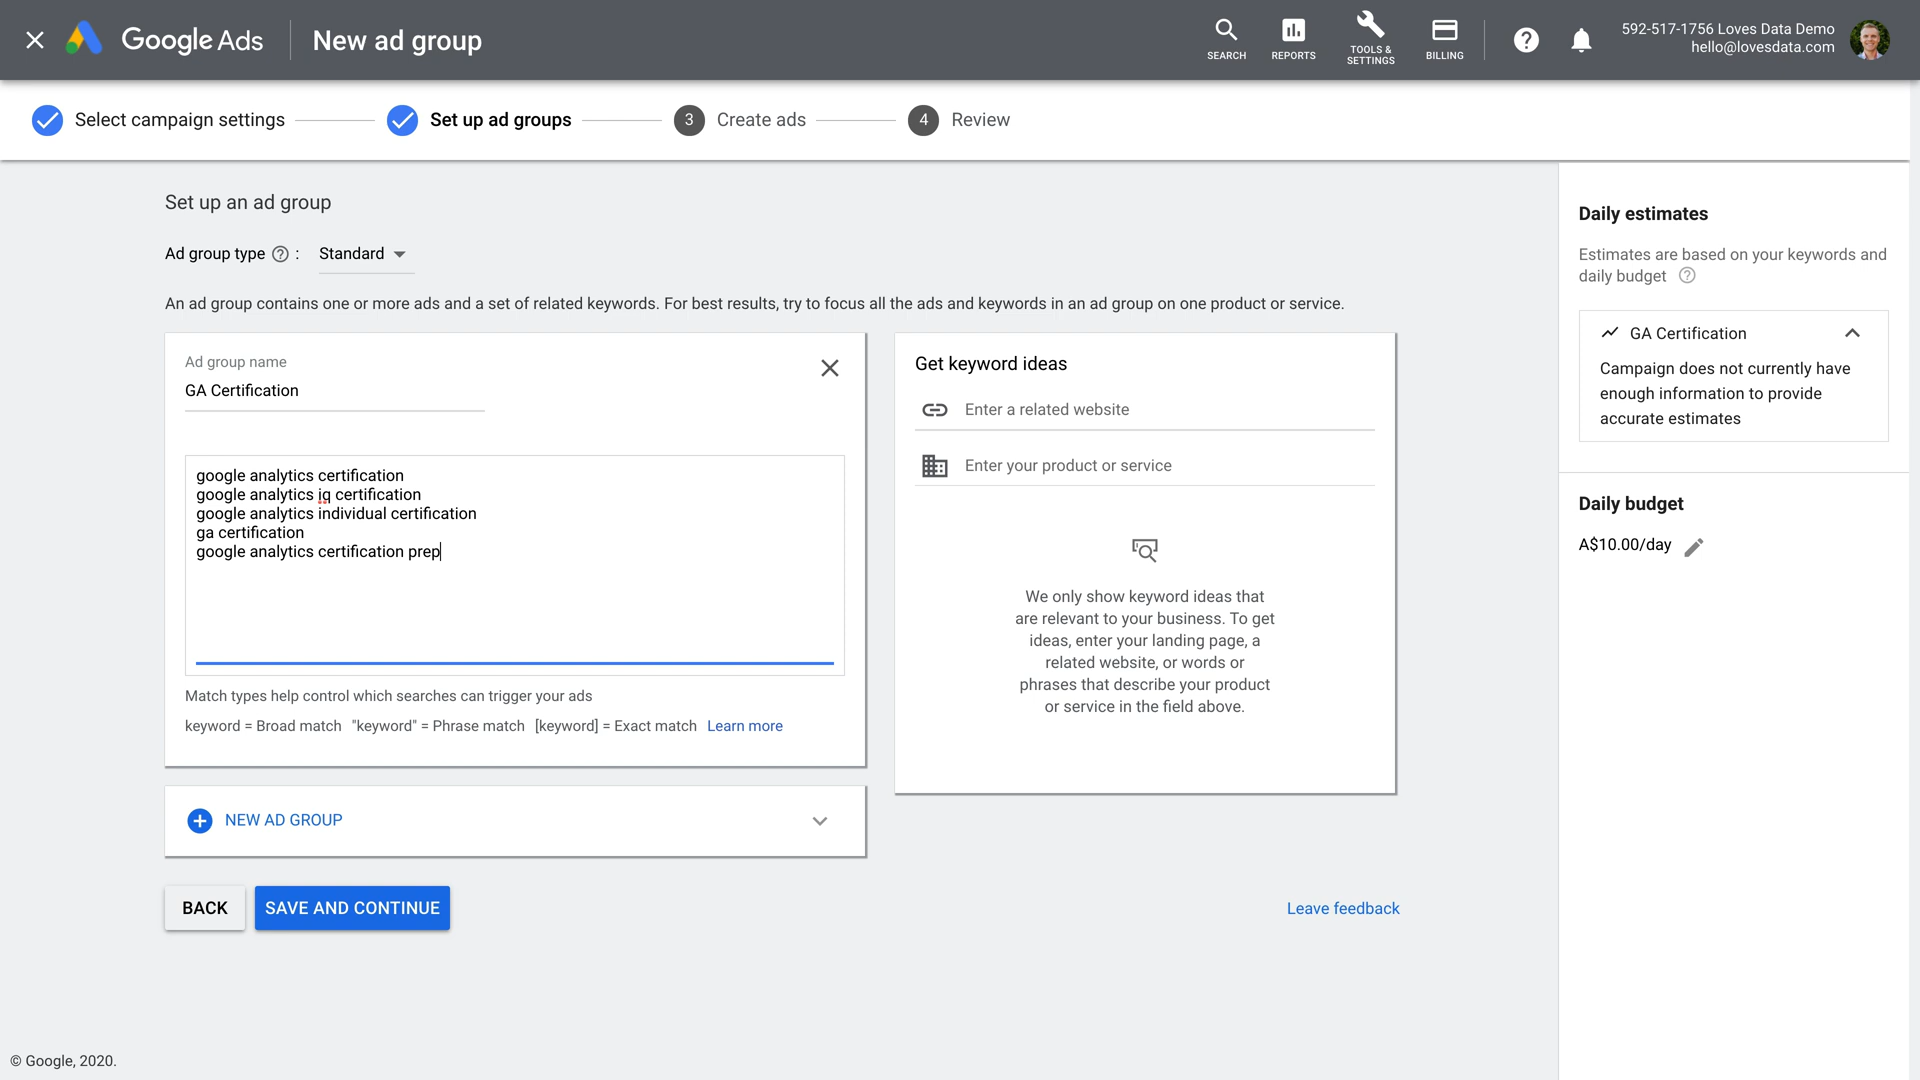 Google Ads
New ad group
SEARCH
REPORTS
TOOLS &
SETTINGS
BILLING
592-517-1756 Loves Data Demo
hello@lovesdata.com
Select campaign settings
Set up ad groups
3
Create ads
4
Review
Set up an ad group
Ad group type ? :
Standard
An ad group contains one or more ads and a set of related keywords. For best results, try to focus all the ads and keywords in an ad group on one product or service.
Ad group name
GA Certification
google analytics certification
google analytics iq certification
google analytics individual certification
ga certification
google analytics certification prep
Match types help control which searches can trigger your ads
keyword = Broad match "keyword" = Phrase match [keyword] = Exact match Learn more
NEW AD GROUP
BACK
SAVE AND CONTINUE
Get keyword ideas
Enter a related website
Enter your product or service
We only show keyword ideas that
are relevant to your business. To get
ideas, enter your landing page, a
related website, or words or
phrases that describe your product
or service in the field above.
Leave feedback
Daily estimates
Estimates are based on your keywords and
daily budget ?
GA Certification
Campaign does not currently have
enough information to provide
accurate estimates
Daily budget
A$10.00/day
© Google, 2020.